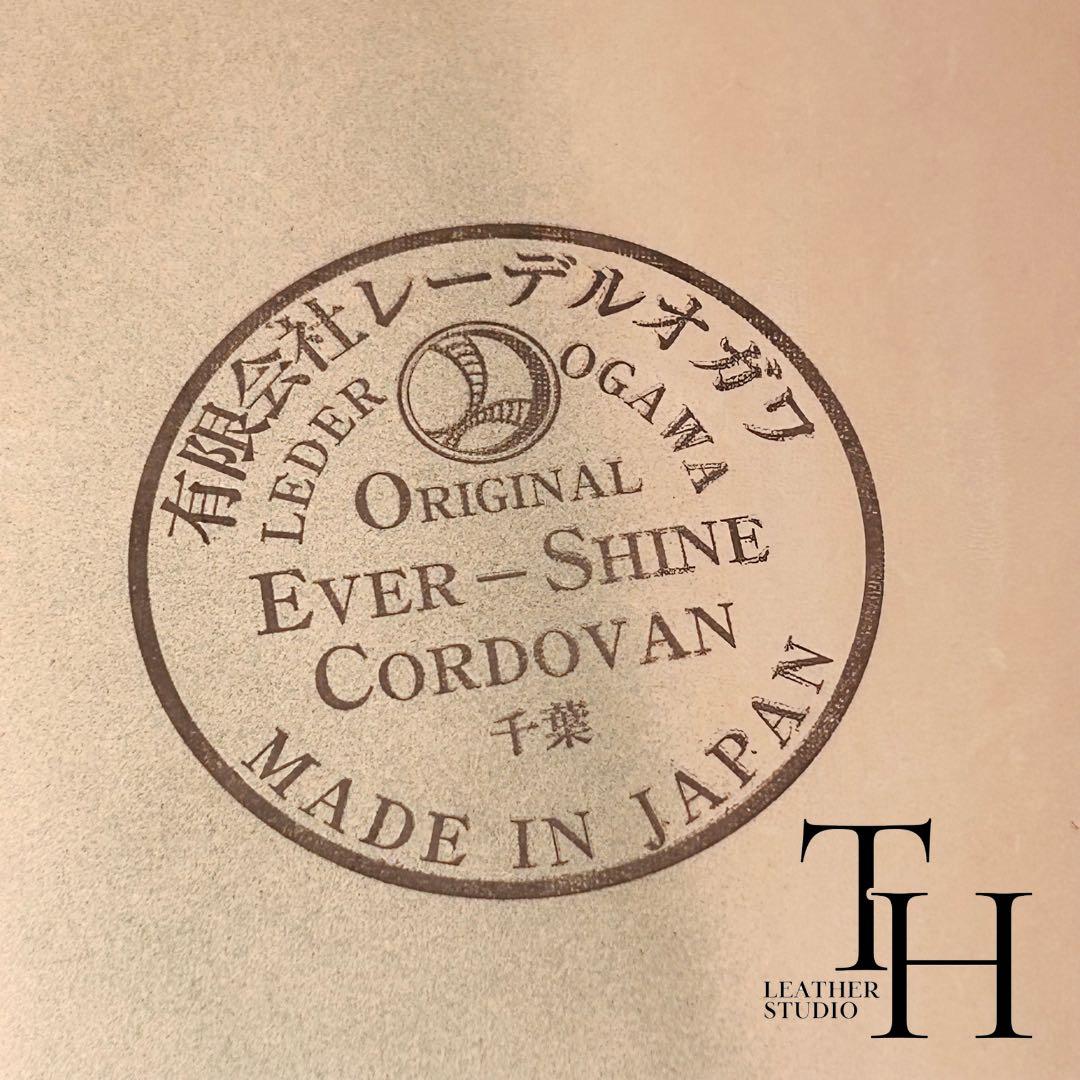 有限会社レーデルオガワ
LEDER OGAWA
ORIGINAL
EVER-SHINE
CORDOVAN
千葉
MADE IN JAPAN
TH
LEATHER
STUDIO